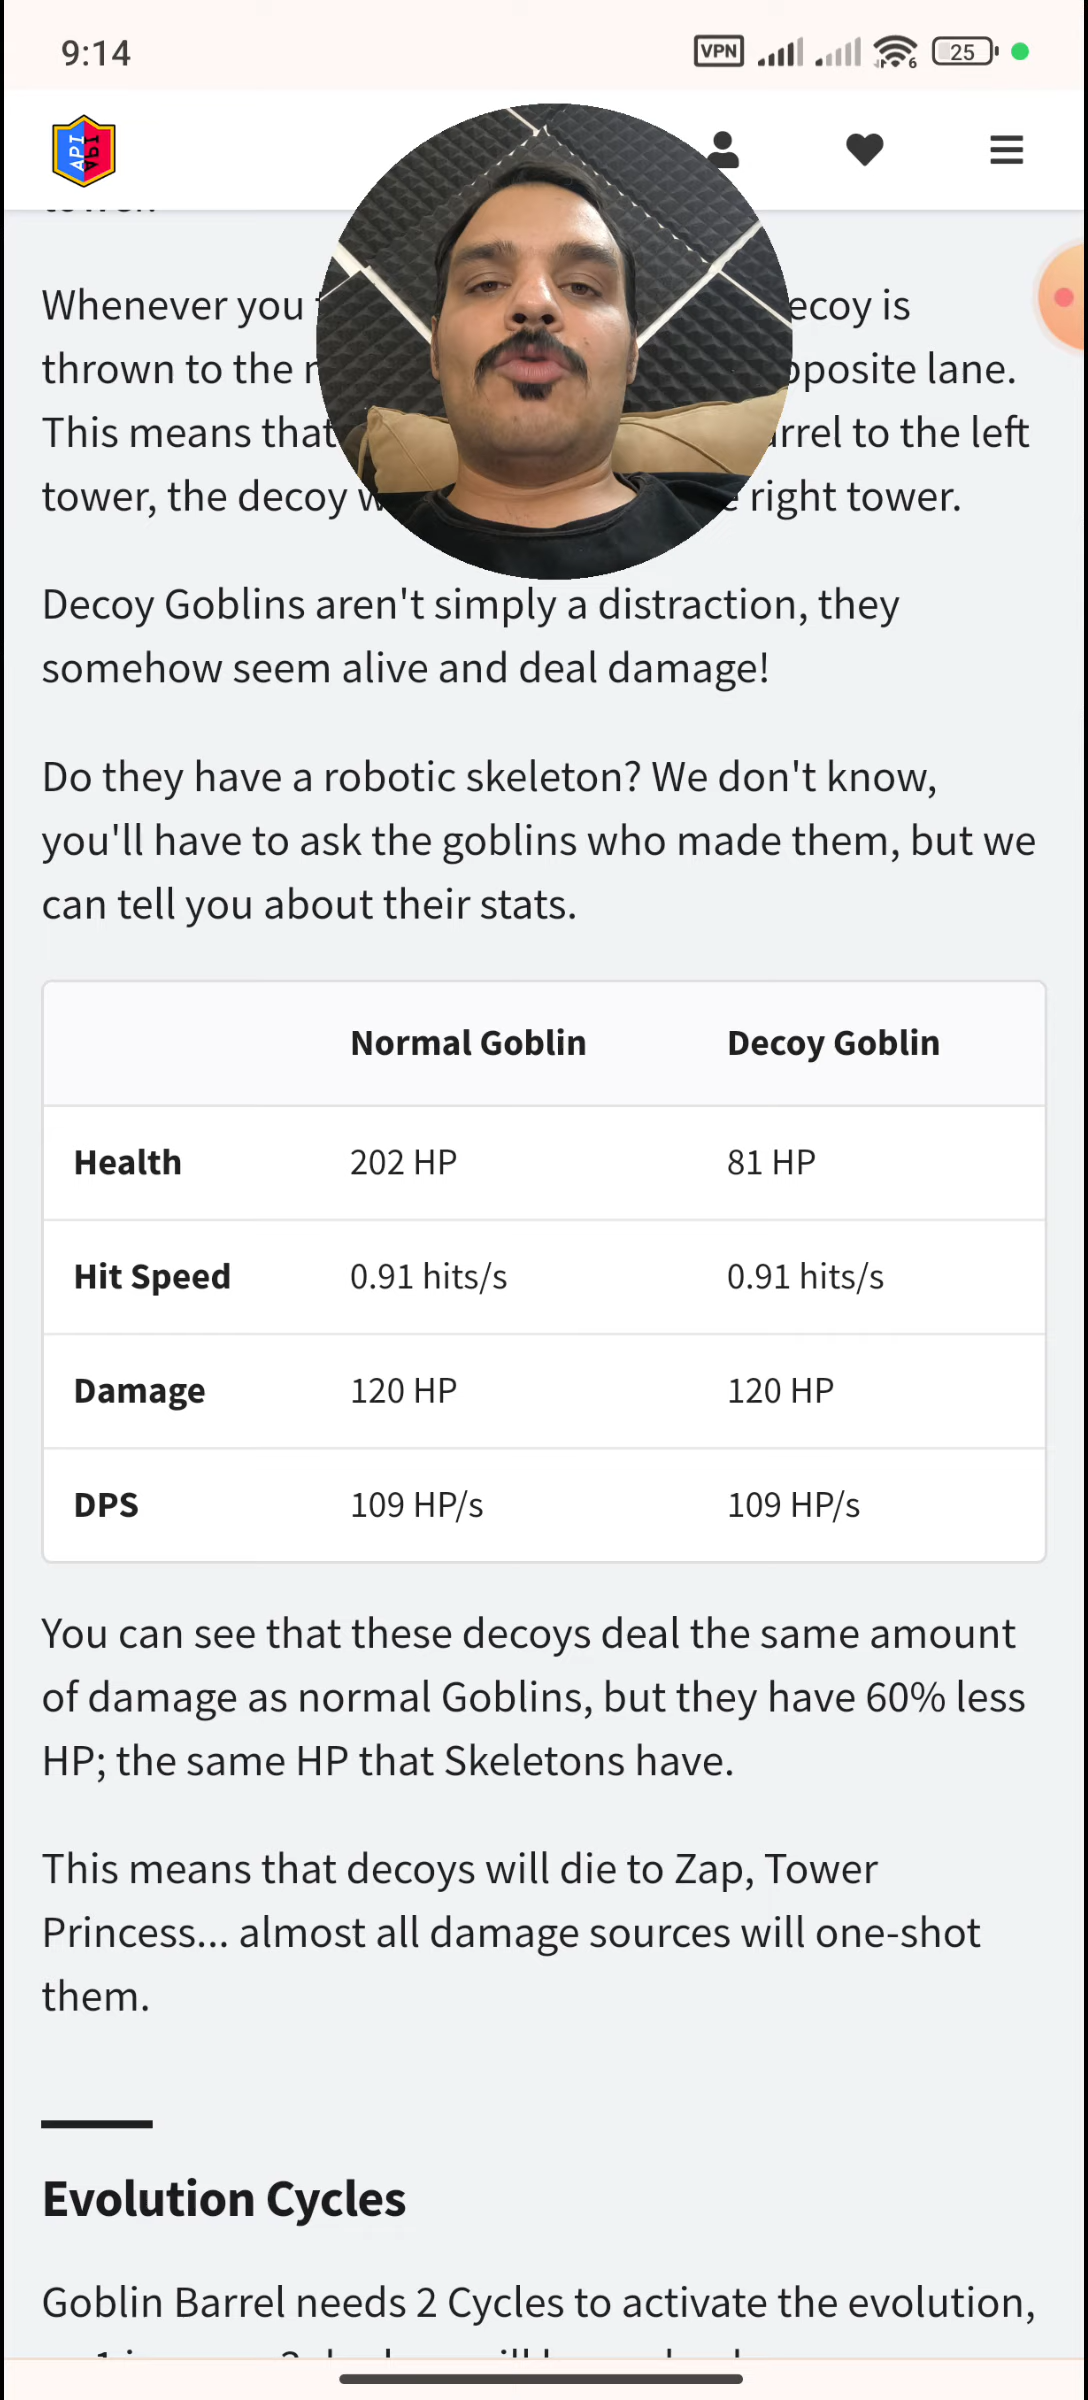 9:14
VPN
6
25
API
API
Whenever you
ecoy is
thrown to the
pposite lane.
This means that
rrel to the left
tower, the decoy
right tower.
Decoy Goblins aren't simply a distraction, they
somehow seem alive and deal damage!
Do they have a robotic skeleton? We don't know,
you'll have to ask the goblins who made them, but we
can tell you about their stats.
Normal Goblin Decoy Goblin
Health 202 HP 81 HP
Hit Speed 0.91 hits/s 0.91 hits/s
Damage 120 HP 120 HP
DPS 109 HP/s 109 HP/s
You can see that these decoys deal the same amount
of damage as normal Goblins, but they have 60% less
HP; the same HP that Skeletons have.
This means that decoys will die to Zap, Tower
Princess... almost all damage sources will one-shot
them.
Evolution Cycles
Goblin Barrel needs 2 Cycles to activate the evolution,